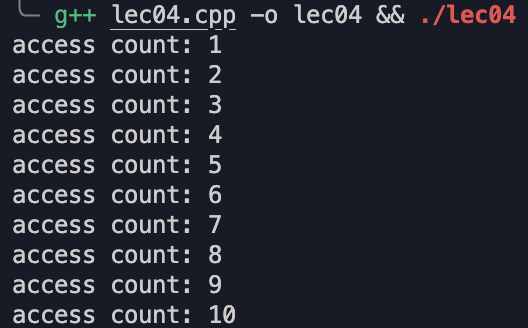 g++ lec04.cpp -o lec04 && ./lec04
access count: 1
access count: 2
access count: 3
access count: 4
access count: 5
access count: 6
access count: 7
access count: 8
access count: 9
access count: 10